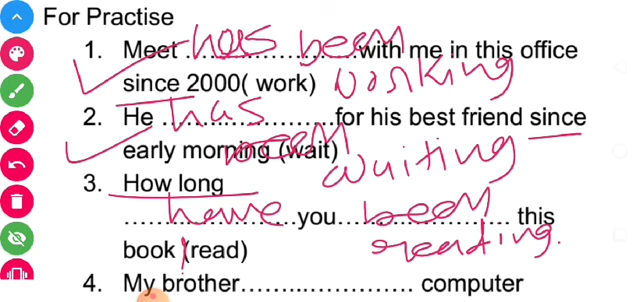 For Practise
1. Meet has been with me in this office
since 2000( work) working
2. He has for his best friend since
early morning (wait) been waiting
3. How long
have you been this
book (read) reading.
4. My brother.................... computer